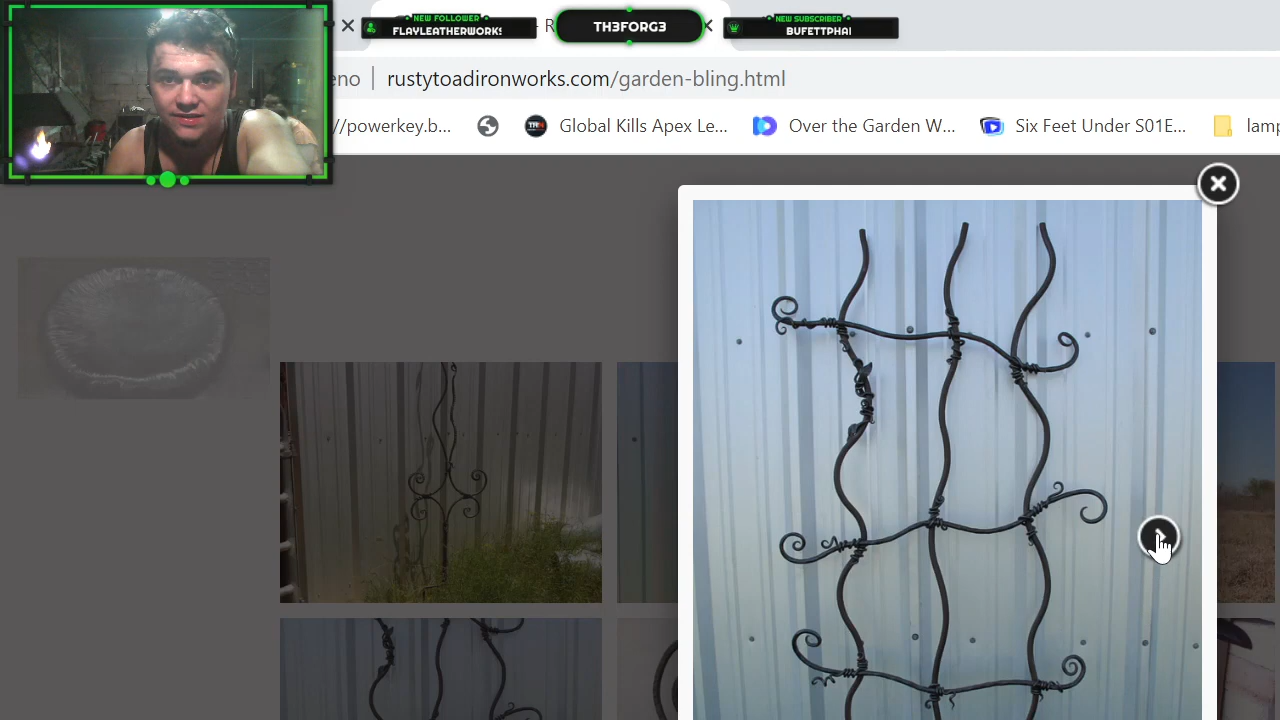 NEW FOLLOWER
FLAYLEATHERWORKS
TH3FORG3
NEW SUBSCRIBER
BUFETTPHAI
eno | rustytoadironworks.com/garden-bling.html
//powerkey.b...
Global Kills Apex Le...
Over the Garden W...
Six Feet Under S01E...
lamp